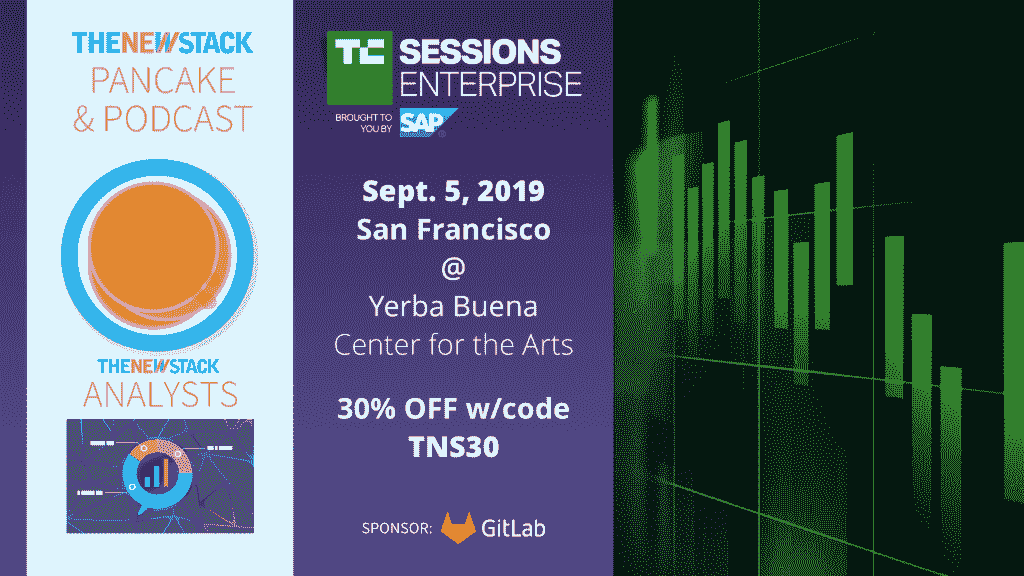 THENEWSTACK
PANCAKE
& PODCAST
THENEWSTACK
ANALYSTS
TC SESSIONS
ENTERPRISE
BROUGHT TO
YOU BY SAP
Sept. 5, 2019
San Francisco
@
Yerba Buena
Center for the Arts
30% OFF w/code
TNS30
SPONSOR: GitLab